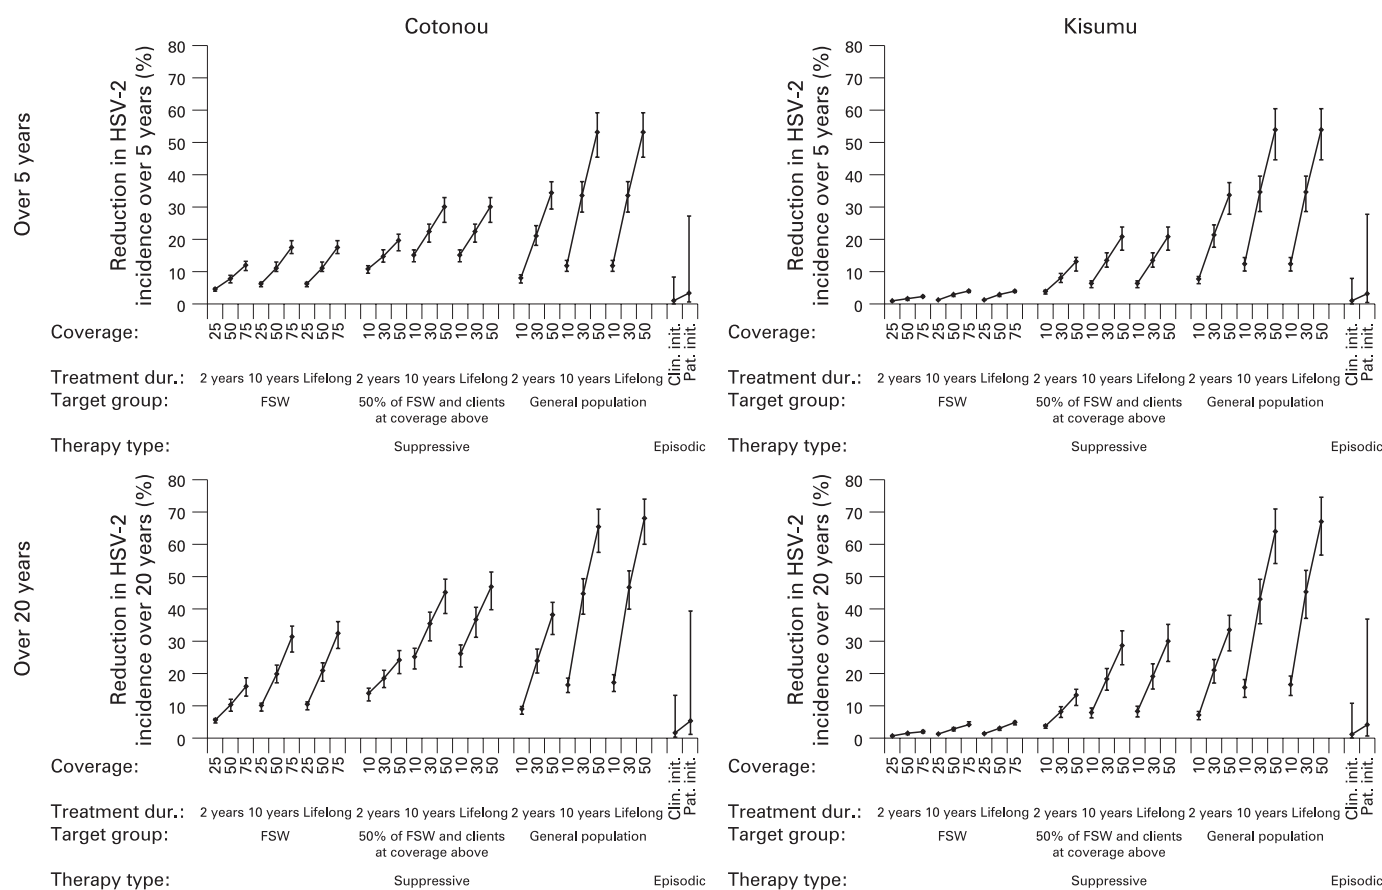 Cotonou
Over 5 years
Reduction in HSV-2
incidence over 5 years (%)
80
70
60
50
40
30
20
10
0
Coverage: 25 50 75 25 50 75 25 50 75 10 30 50 10 30 50 10 30 50 10 30 50 10 30 50 10 30 50 Clin. init. Pat. init.
Treatment dur.: 2 years 10 years Lifelong 2 years 10 years Lifelong 2 years 10 years Lifelong
Target group: FSW 50% of FSW and clients General population
at coverage above
Therapy type: Suppressive Episodic
Kisumu
Reduction in HSV-2
incidence over 5 years (%)
80
70
60
50
40
30
20
10
0
Coverage: 25 50 75 25 50 75 25 50 75 10 30 50 10 30 50 10 30 50 10 30 50 10 30 50 10 30 50 Clin. init. Pat. init.
Treatment dur.: 2 years 10 years Lifelong 2 years 10 years Lifelong 2 years 10 years Lifelong
Target group: FSW 50% of FSW and clients General population
at coverage above
Therapy type: Suppressive Episodic
Over 20 years
Reduction in HSV-2
incidence over 20 years (%)
80
70
60
50
40
30
20
10
0
Coverage: 25 50 75 25 50 75 25 50 75 10 30 50 10 30 50 10 30 50 10 30 50 10 30 50 10 30 50 Clin. init. Pat. init.
Treatment dur.: 2 years 10 years Lifelong 2 years 10 years Lifelong 2 years 10 years Lifelong
Target group: FSW 50% of FSW and clients General population
at coverage above
Therapy type: Suppressive Episodic
Reduction in HSV-2
incidence over 20 years (%)
80
70
60
50
40
30
20
10
0
Coverage: 25 50 75 25 50 75 25 50 75 10 30 50 10 30 50 10 30 50 10 30 50 10 30 50 10 30 50 Clin. init. Pat. init.
Treatment dur.: 2 years 10 years Lifelong 2 years 10 years Lifelong 2 years 10 years Lifelong
Target group: FSW 50% of FSW and clients General population
at coverage above
Therapy type: Suppressive Episodic